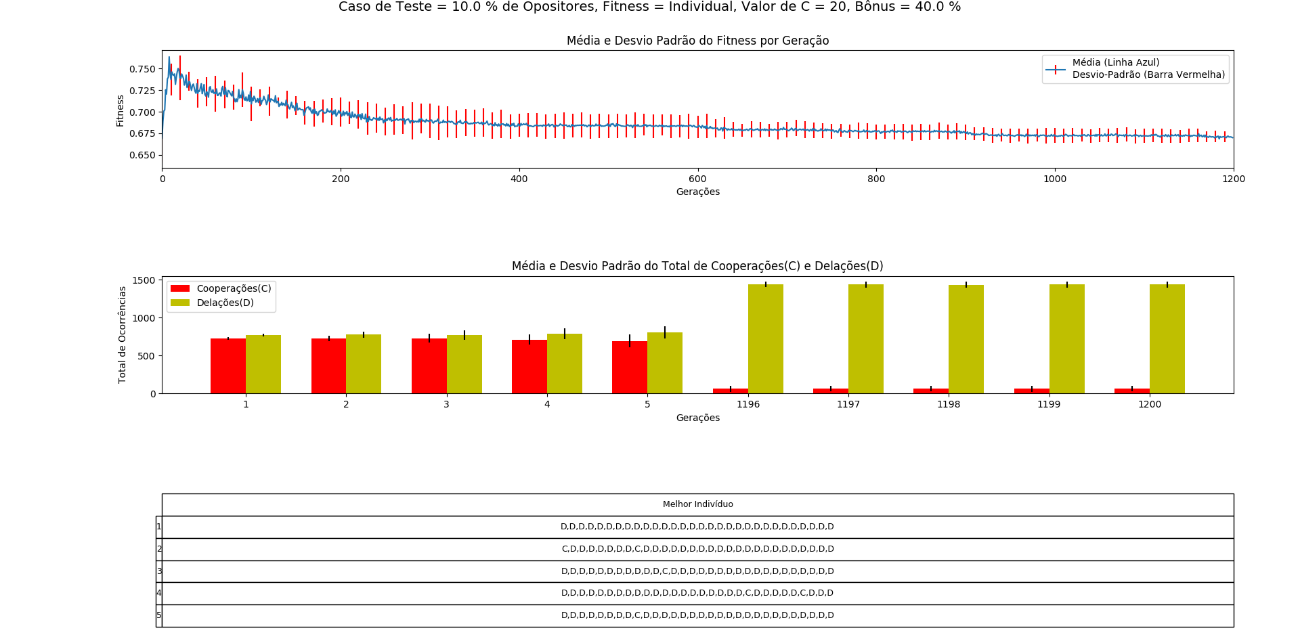 Caso de Teste = 10.0 % de Opositores, Fitness = Individual, Valor de C = 20, Bônus = 40.0 %
Média e Desvio Padrão do Fitness por Geração
Média (Linha Azul)
Desvio-Padrão (Barra Vermelha)
Fitness
0.750
0.725
0.700
0.675
0.650
0 200 400 600 800 1000 1200
Gerações
Média e Desvio Padrão do Total de Cooperações(C) e Delações(D)
Cooperações(C)
Delações(D)
Total de Ocorrências
1500
1000
500
0
1 2 3 4 5 1196 1197 1198 1199 1200
Gerações
Melhor Indivíduo
1 D,D,D,D,D,D,D,D,D,D,D,D,D,D,D,D,D,D,D,D,D,D,D,D,D,D,D,D,D,D
2 C,D,D,D,D,D,D,D,C,D,D,D,D,D,D,D,D,D,D,D,D,D,D,D,D,D,D,D,D,D
3 D,D,D,D,D,D,D,D,D,D,D,C,D,D,D,D,D,D,D,D,D,D,D,D,D,D,D,D,D,D
4 D,D,D,D,D,D,D,D,D,D,D,D,D,D,D,D,D,D,D,D,C,D,D,D,D,D,C,D,D,D
5 D,D,D,D,D,D,D,D,C,D,D,D,D,D,D,D,D,D,D,D,D,D,D,D,D,D,D,D,D,D